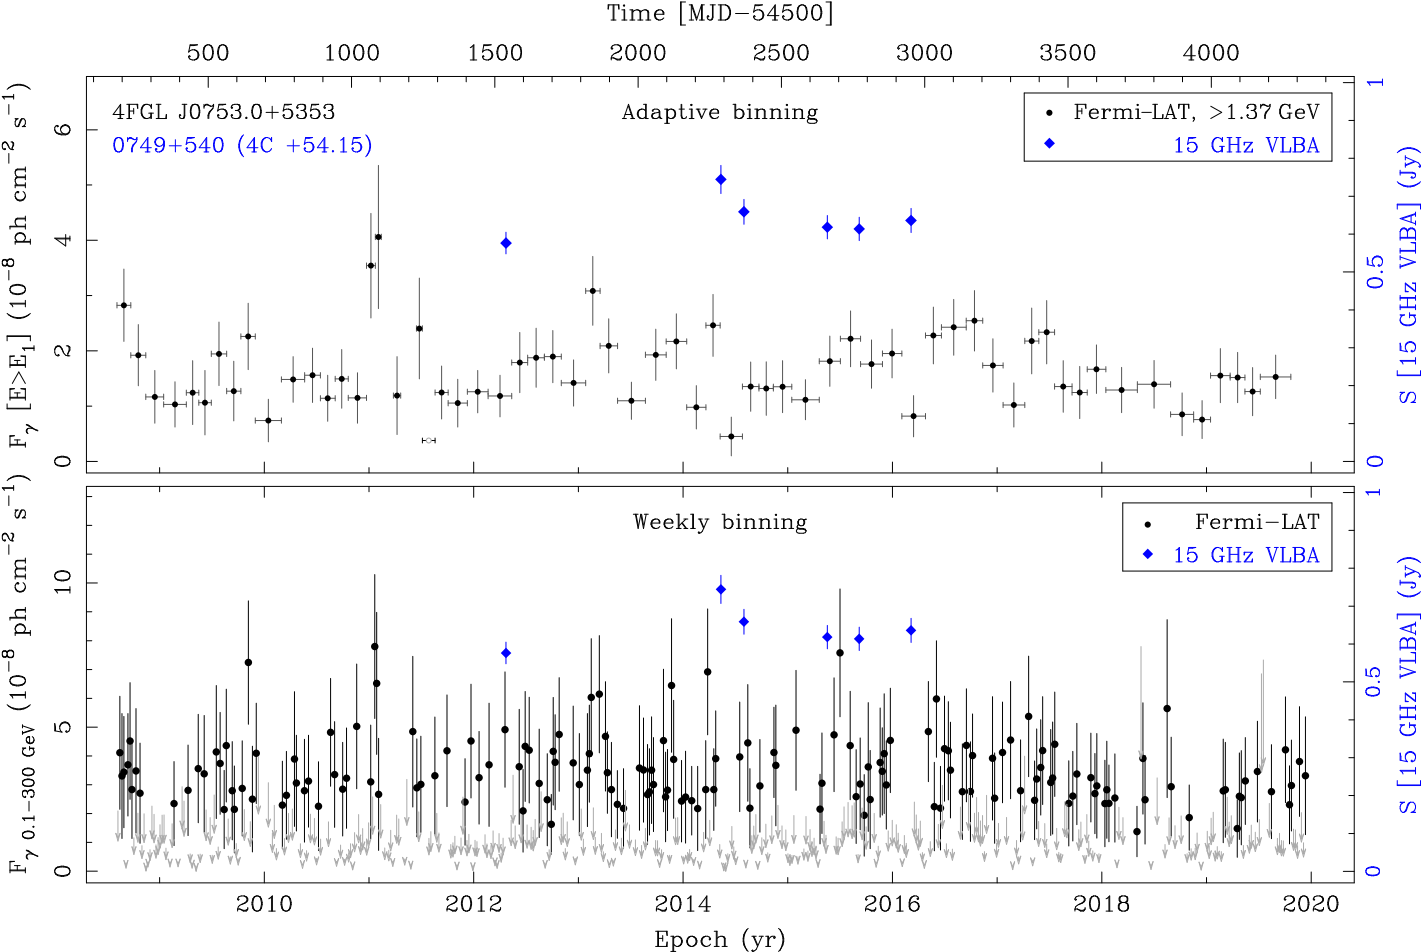 Time [MJD−54500]
500 1000 1500 2000 2500 3000 3500 4000
4FGL J0753.0+5353
0749+540 (4C +54.15)
Adaptive binning
Fermi−LAT, >1.37 GeV
15 GHz VLBA
F_γ [E>E_1] (10^−8 ph cm^−2 s^−1)
6
4
2
0
S [15 GHz VLBA] (Jy)
1
0.5
0
Weekly binning
Fermi−LAT
15 GHz VLBA
F_γ 0.1−300 GeV (10^−8 ph cm^−2 s^−1)
10
5
0
S [15 GHz VLBA] (Jy)
1
0.5
0
2010 2012 2014 2016 2018 2020
Epoch (yr)